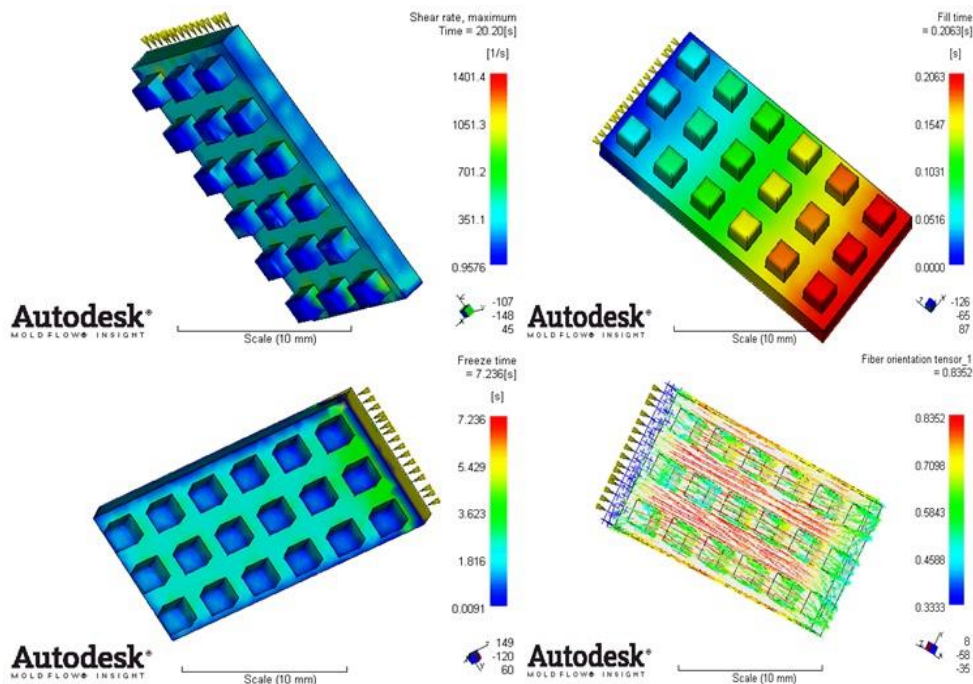 Shear rate, maximum
Time = 20.20[s]
[1/s]
1401.4
1051.3
701.2
351.1
0.9576
Autodesk®
MOLDFLOW® INSIGHT
Scale (10 mm)
-107
-148
45
Fill time
= 0.2063[s]
[s]
0.2063
0.1547
0.1031
0.0516
0.0000
Autodesk®
MOLDFLOW® INSIGHT
Scale (10 mm)
-126
-65
87
Freeze time
= 7.236[s]
[s]
7.236
5.429
3.623
1.816
0.0091
Autodesk®
MOLDFLOW® INSIGHT
Scale (10 mm)
149
-120
60
Fiber orientation tensor_1
= 0.8352
0.8352
0.7098
0.5843
0.4588
0.3333
Autodesk®
MOLDFLOW® INSIGHT
Scale (10 mm)
8
-58
-35